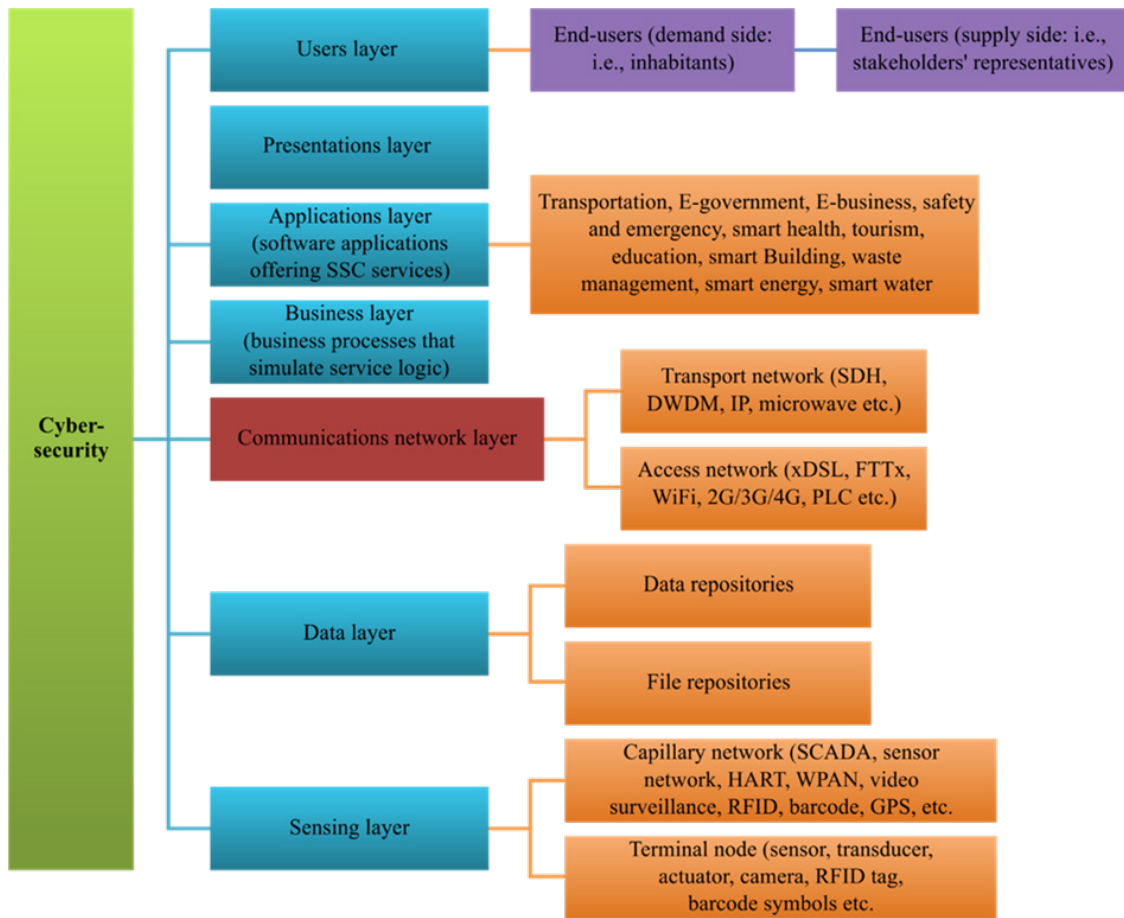 Cyber-
security
Users layer
End-users (demand side:
i.e., inhabitants)
End-users (supply side: i.e.,
stakeholders' representatives)
Presentations layer
Applications layer
(software applications
offering SSC services)
Transportation, E-government, E-business, safety
and emergency, smart health, tourism,
education, smart Building, waste
management, smart energy, smart water
Business layer
(business processes that
simulate service logic)
Communications network layer
Transport network (SDH,
DWDM, IP, microwave etc.)
Access network (xDSL, FTTx,
WiFi, 2G/3G/4G, PLC etc.)
Data layer
Data repositories
File repositories
Sensing layer
Capillary network (SCADA, sensor
network, HART, WPAN, video
surveillance, RFID, barcode, GPS, etc.
Terminal node (sensor, transducer,
actuator, camera, RFID tag,
barcode symbols etc.